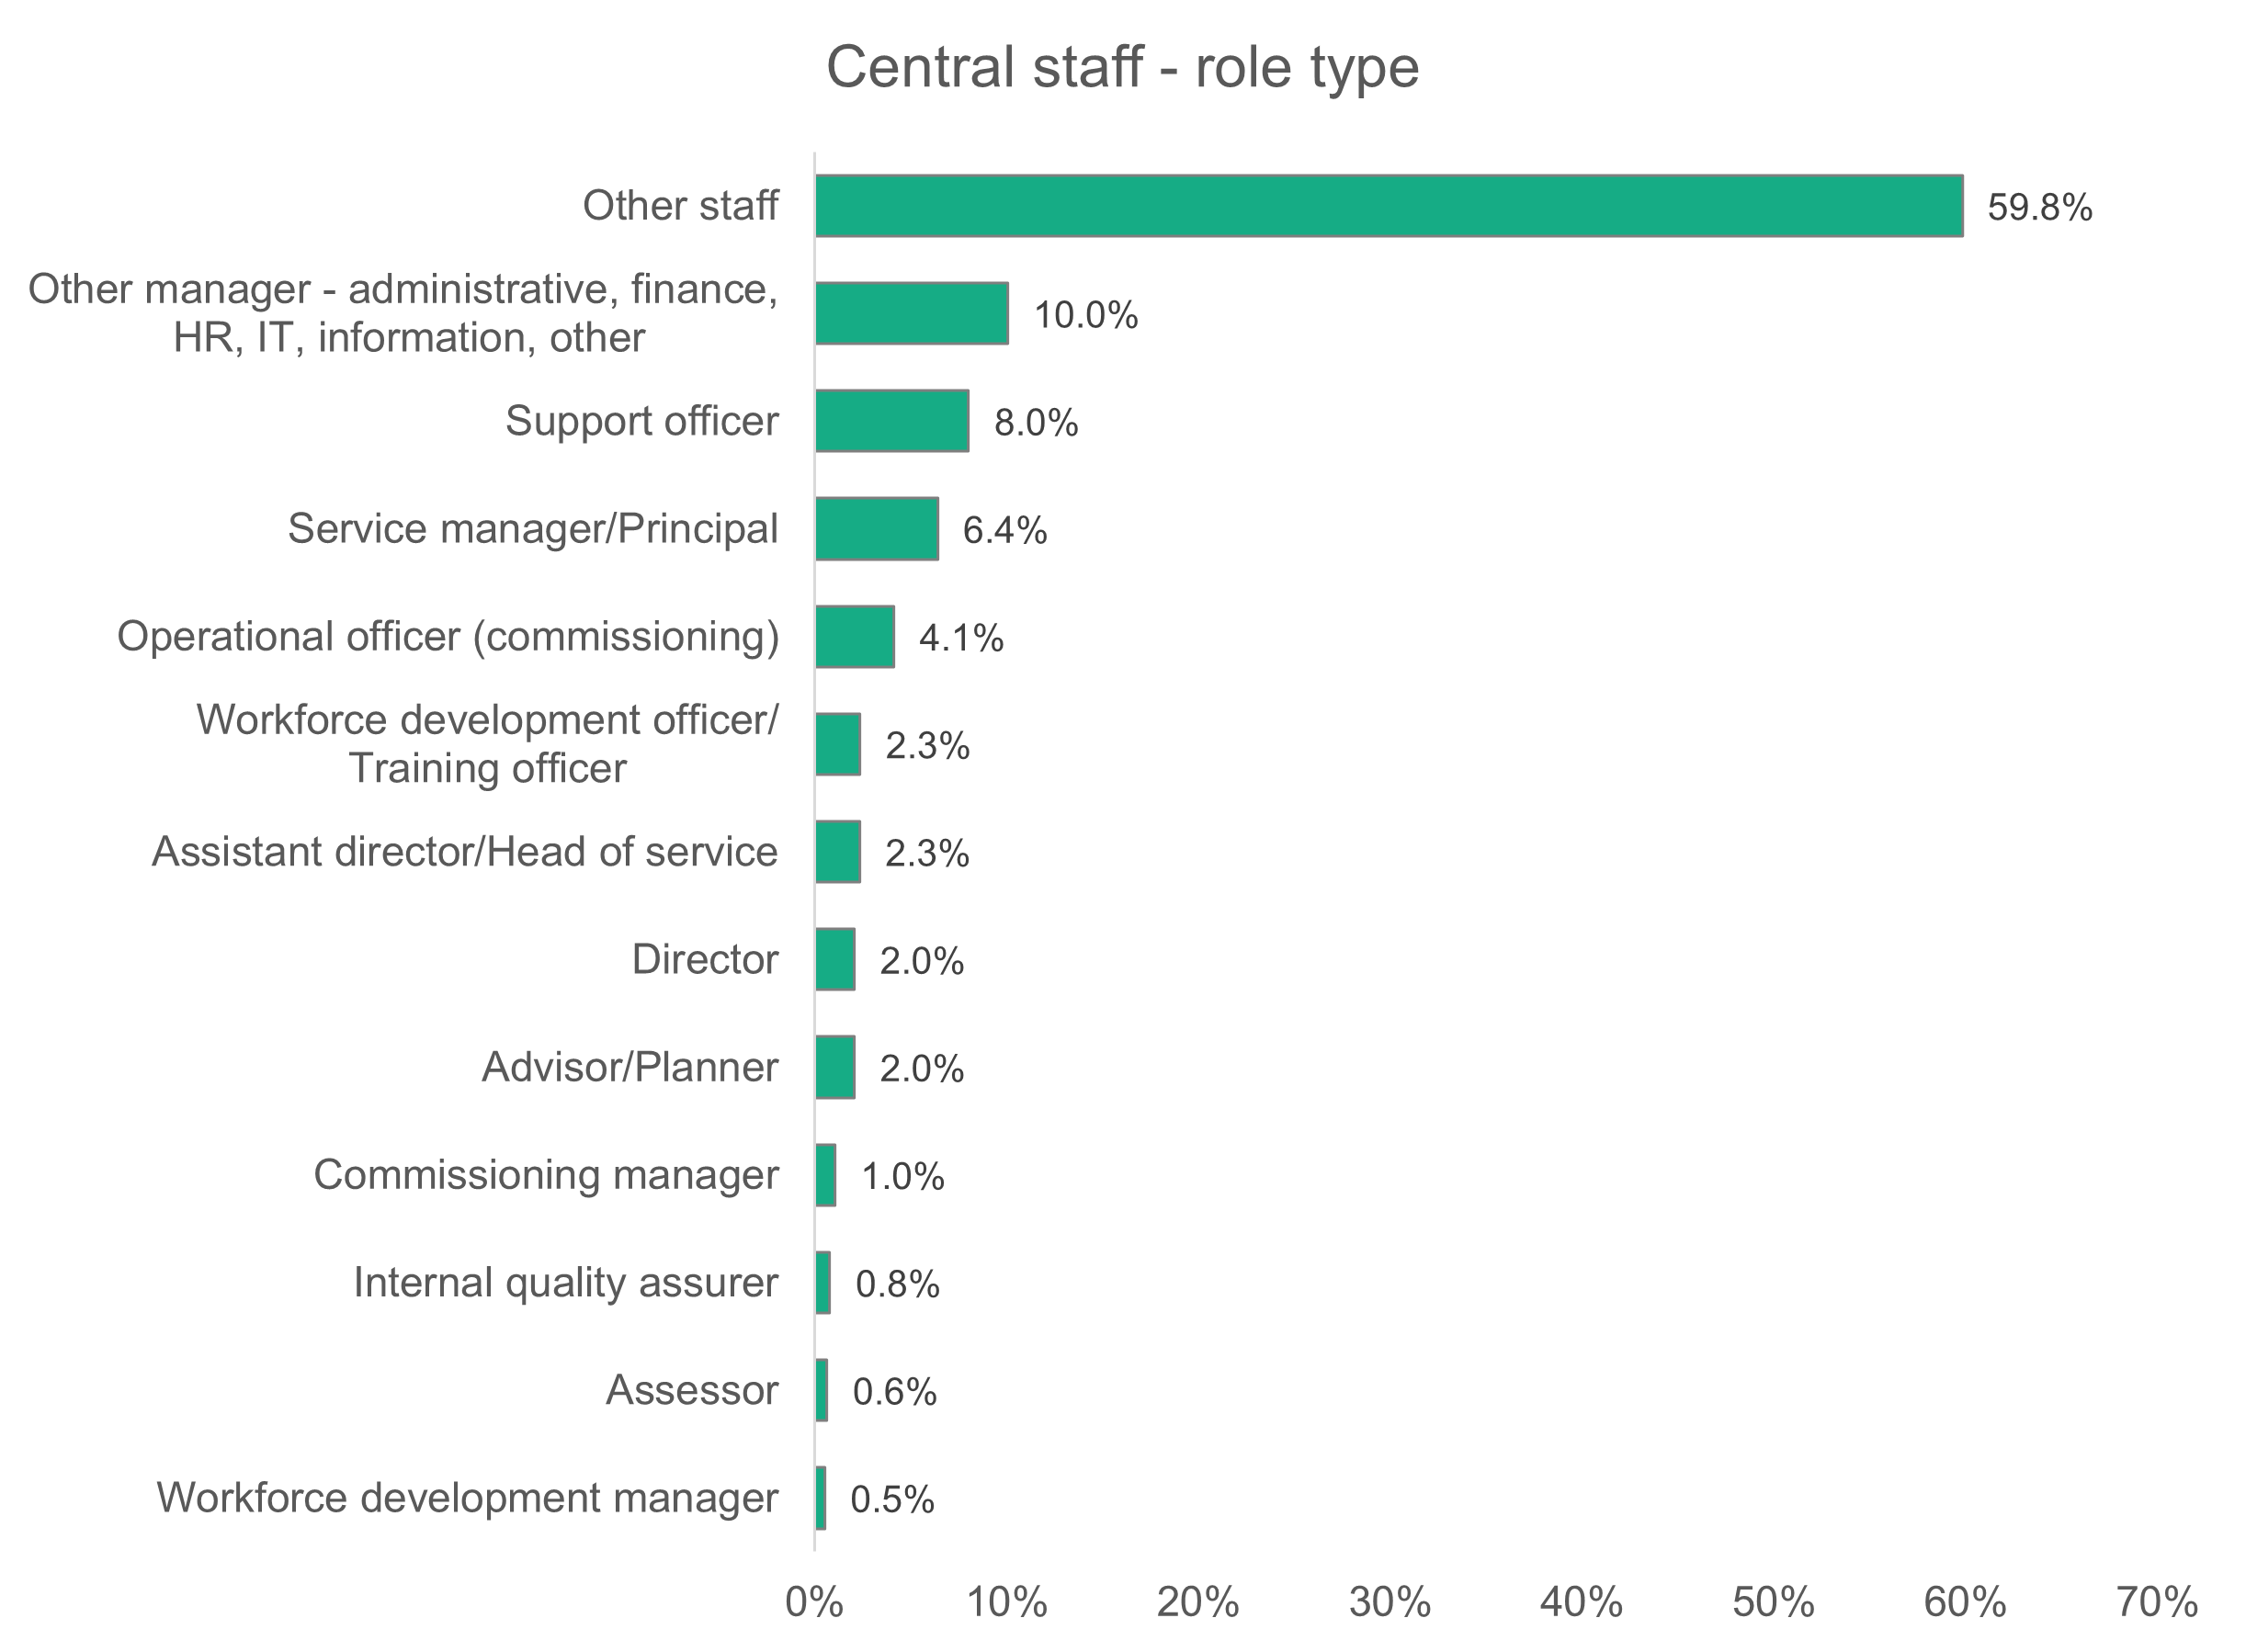 Central staff - role type
Other staff
59.8%
Other manager - administrative, finance,
HR, IT, information, other
10.0%
Support officer
8.0%
Service manager/Principal
6.4%
Operational officer (commissioning)
4.1%
Workforce development officer/
Training officer
2.3%
Assistant director/Head of service
2.3%
Director
2.0%
Advisor/Planner
2.0%
Commissioning manager
1.0%
Internal quality assurer
0.8%
Assessor
0.6%
Workforce development manager
0.5%
0% 10% 20% 30% 40% 50% 60% 70%